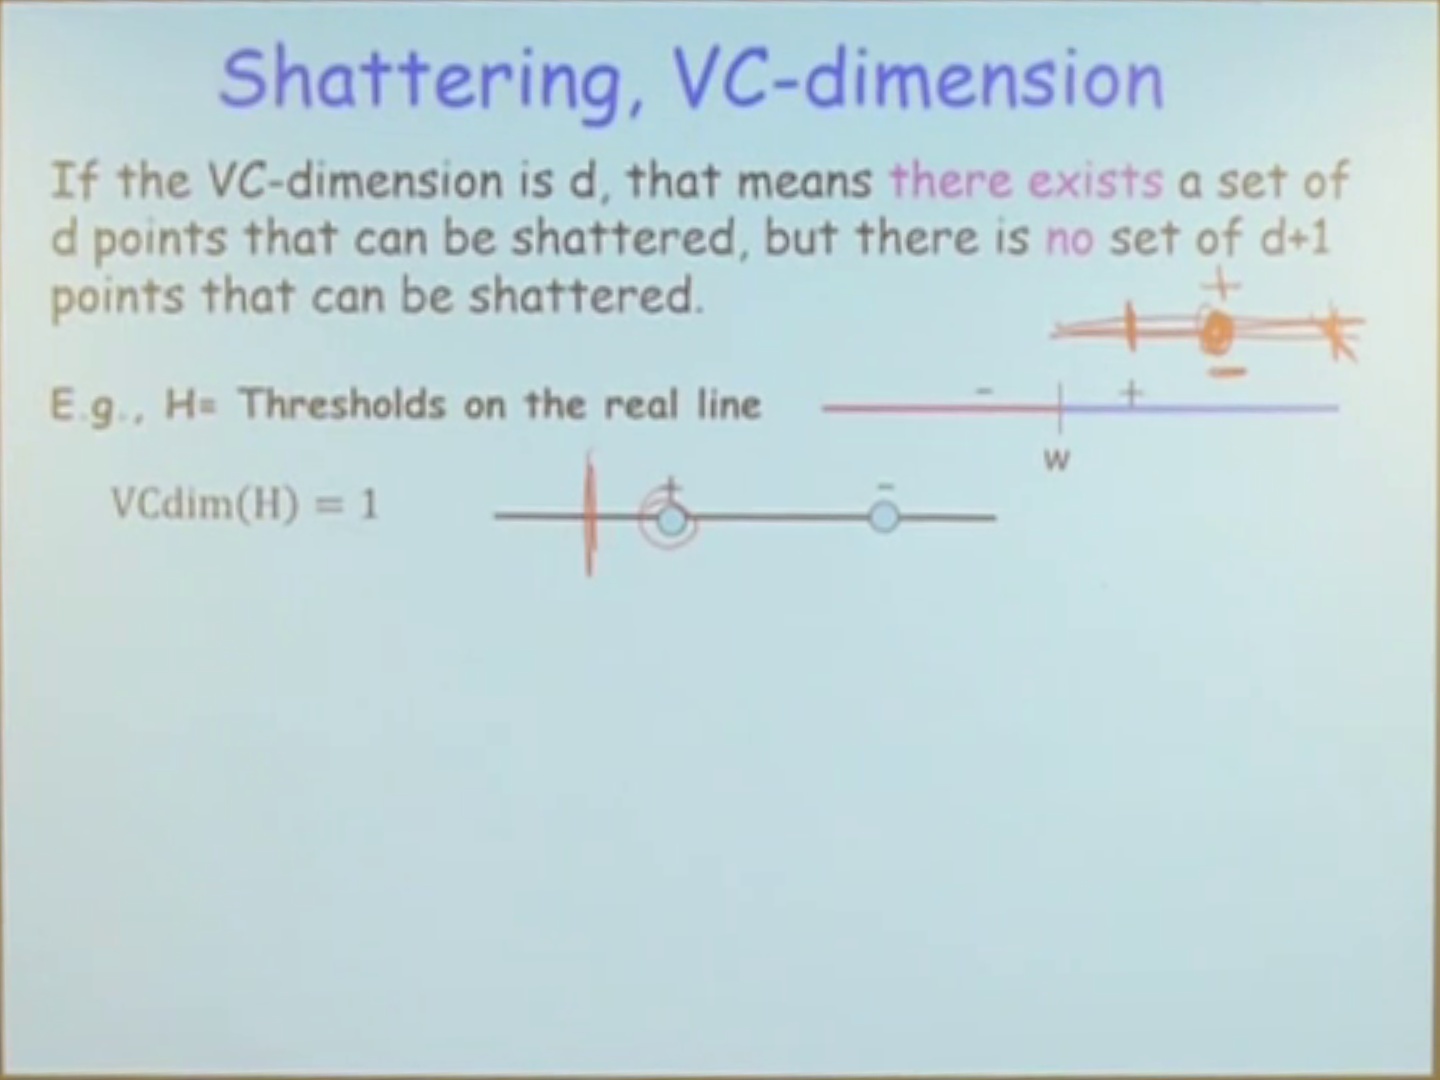 Shattering, VC-dimension
If the VC-dimension is d, that means there exists a set of
d points that can be shattered, but there is no set of d+1
points that can be shattered.
+
-
E.g., H= Thresholds on the real line
- +
w
VCdim(H) = 1
+ -